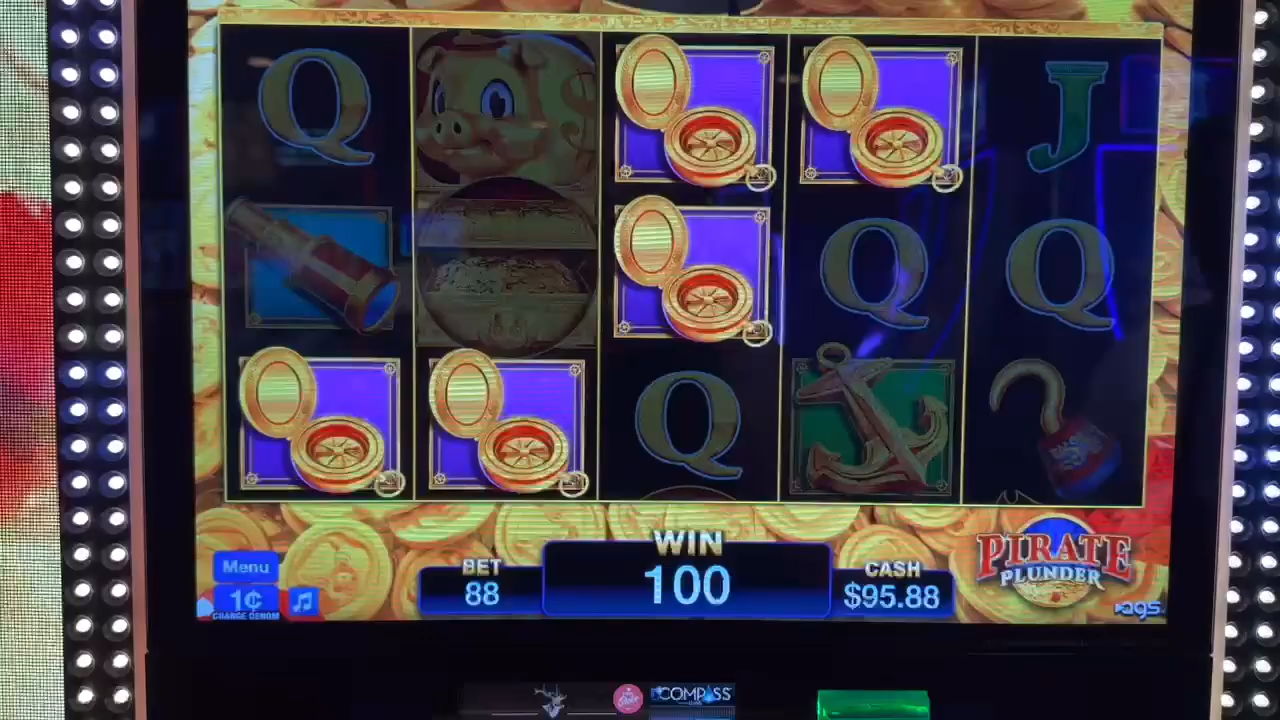 Q
J
Q
Q
Q
WIN
100
BET
88
CASH
$95.88
Menu
1¢
CHANGE DENOM
PIRATE
PLUNDER
ags
COMPASS